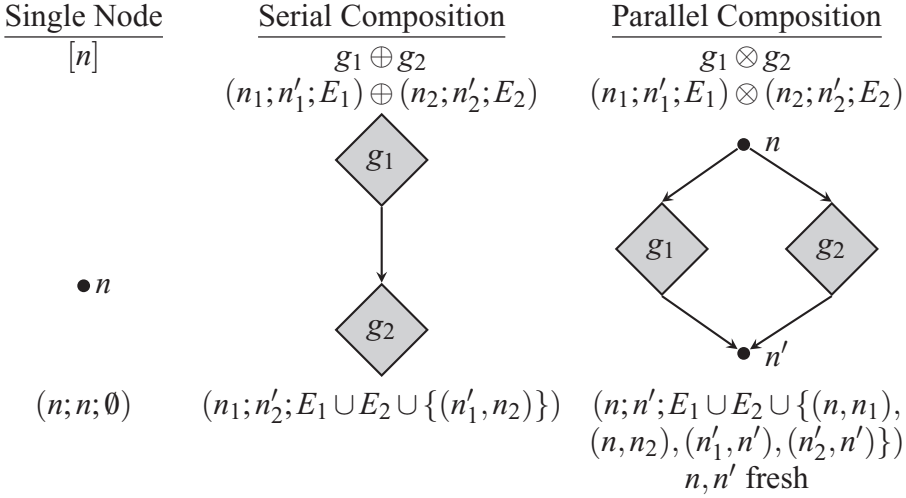 Single Node
[n]
n
(n;n;∅)
Serial Composition
g₁ ⊕ g₂
(n₁;n′₁;E₁) ⊕ (n₂;n′₂;E₂)
g₁
g₂
(n₁;n′₂;E₁ ∪ E₂ ∪ {(n′₁,n₂)})
Parallel Composition
g₁ ⊗ g₂
(n₁;n′₁;E₁) ⊗ (n₂;n′₂;E₂)
n
g₁ g₂
n′
(n;n′;E₁ ∪ E₂ ∪ {(n,n₁),
(n,n₂),(n′₁,n′),(n′₂,n′)})
n,n′ fresh